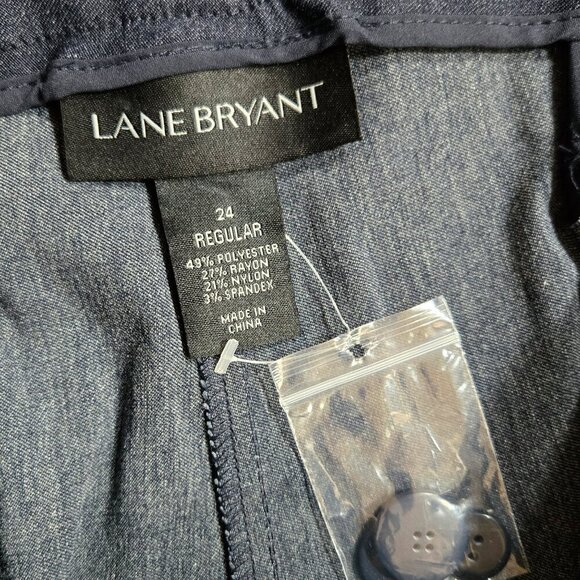 LANE BRYANT
24
REGULAR
49% POLYESTER
27% RAYON
21% NYLON
3% SPANDEX
MADE IN
CHINA